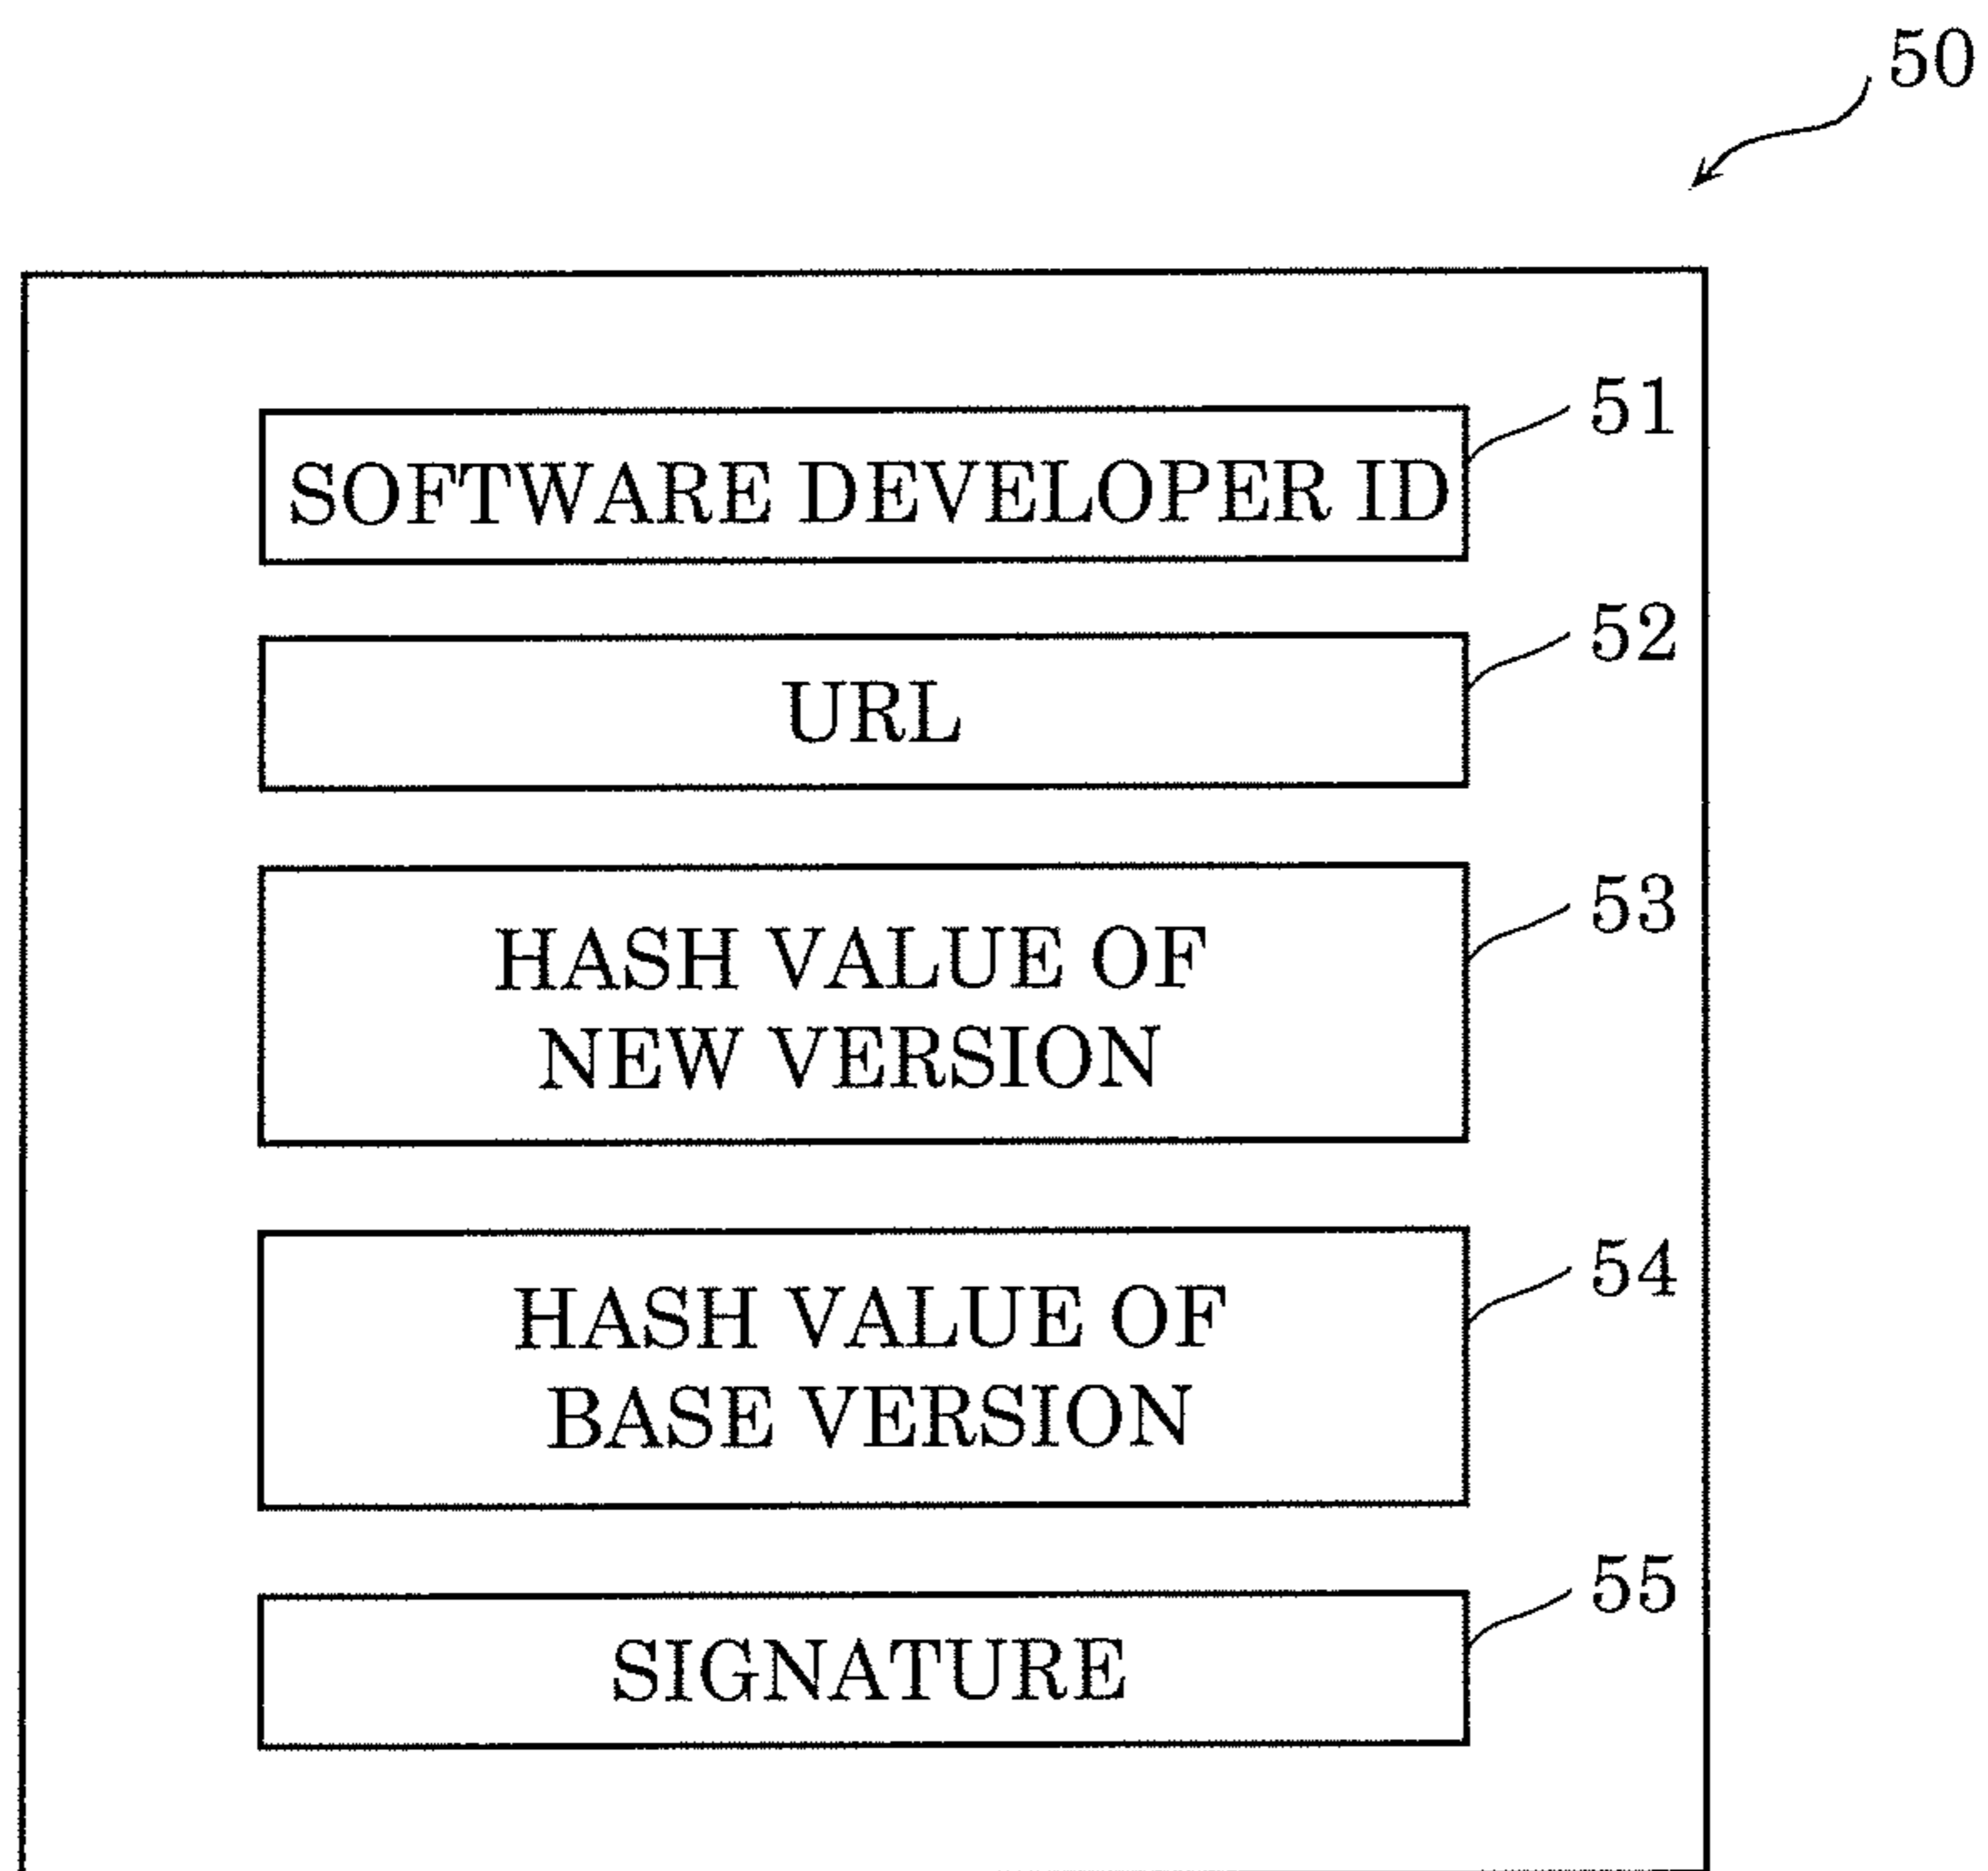 50
SOFTWARE DEVELOPER ID
51
URL
52
HASH VALUE OF
NEW VERSION
53
HASH VALUE OF
BASE VERSION
54
SIGNATURE
55